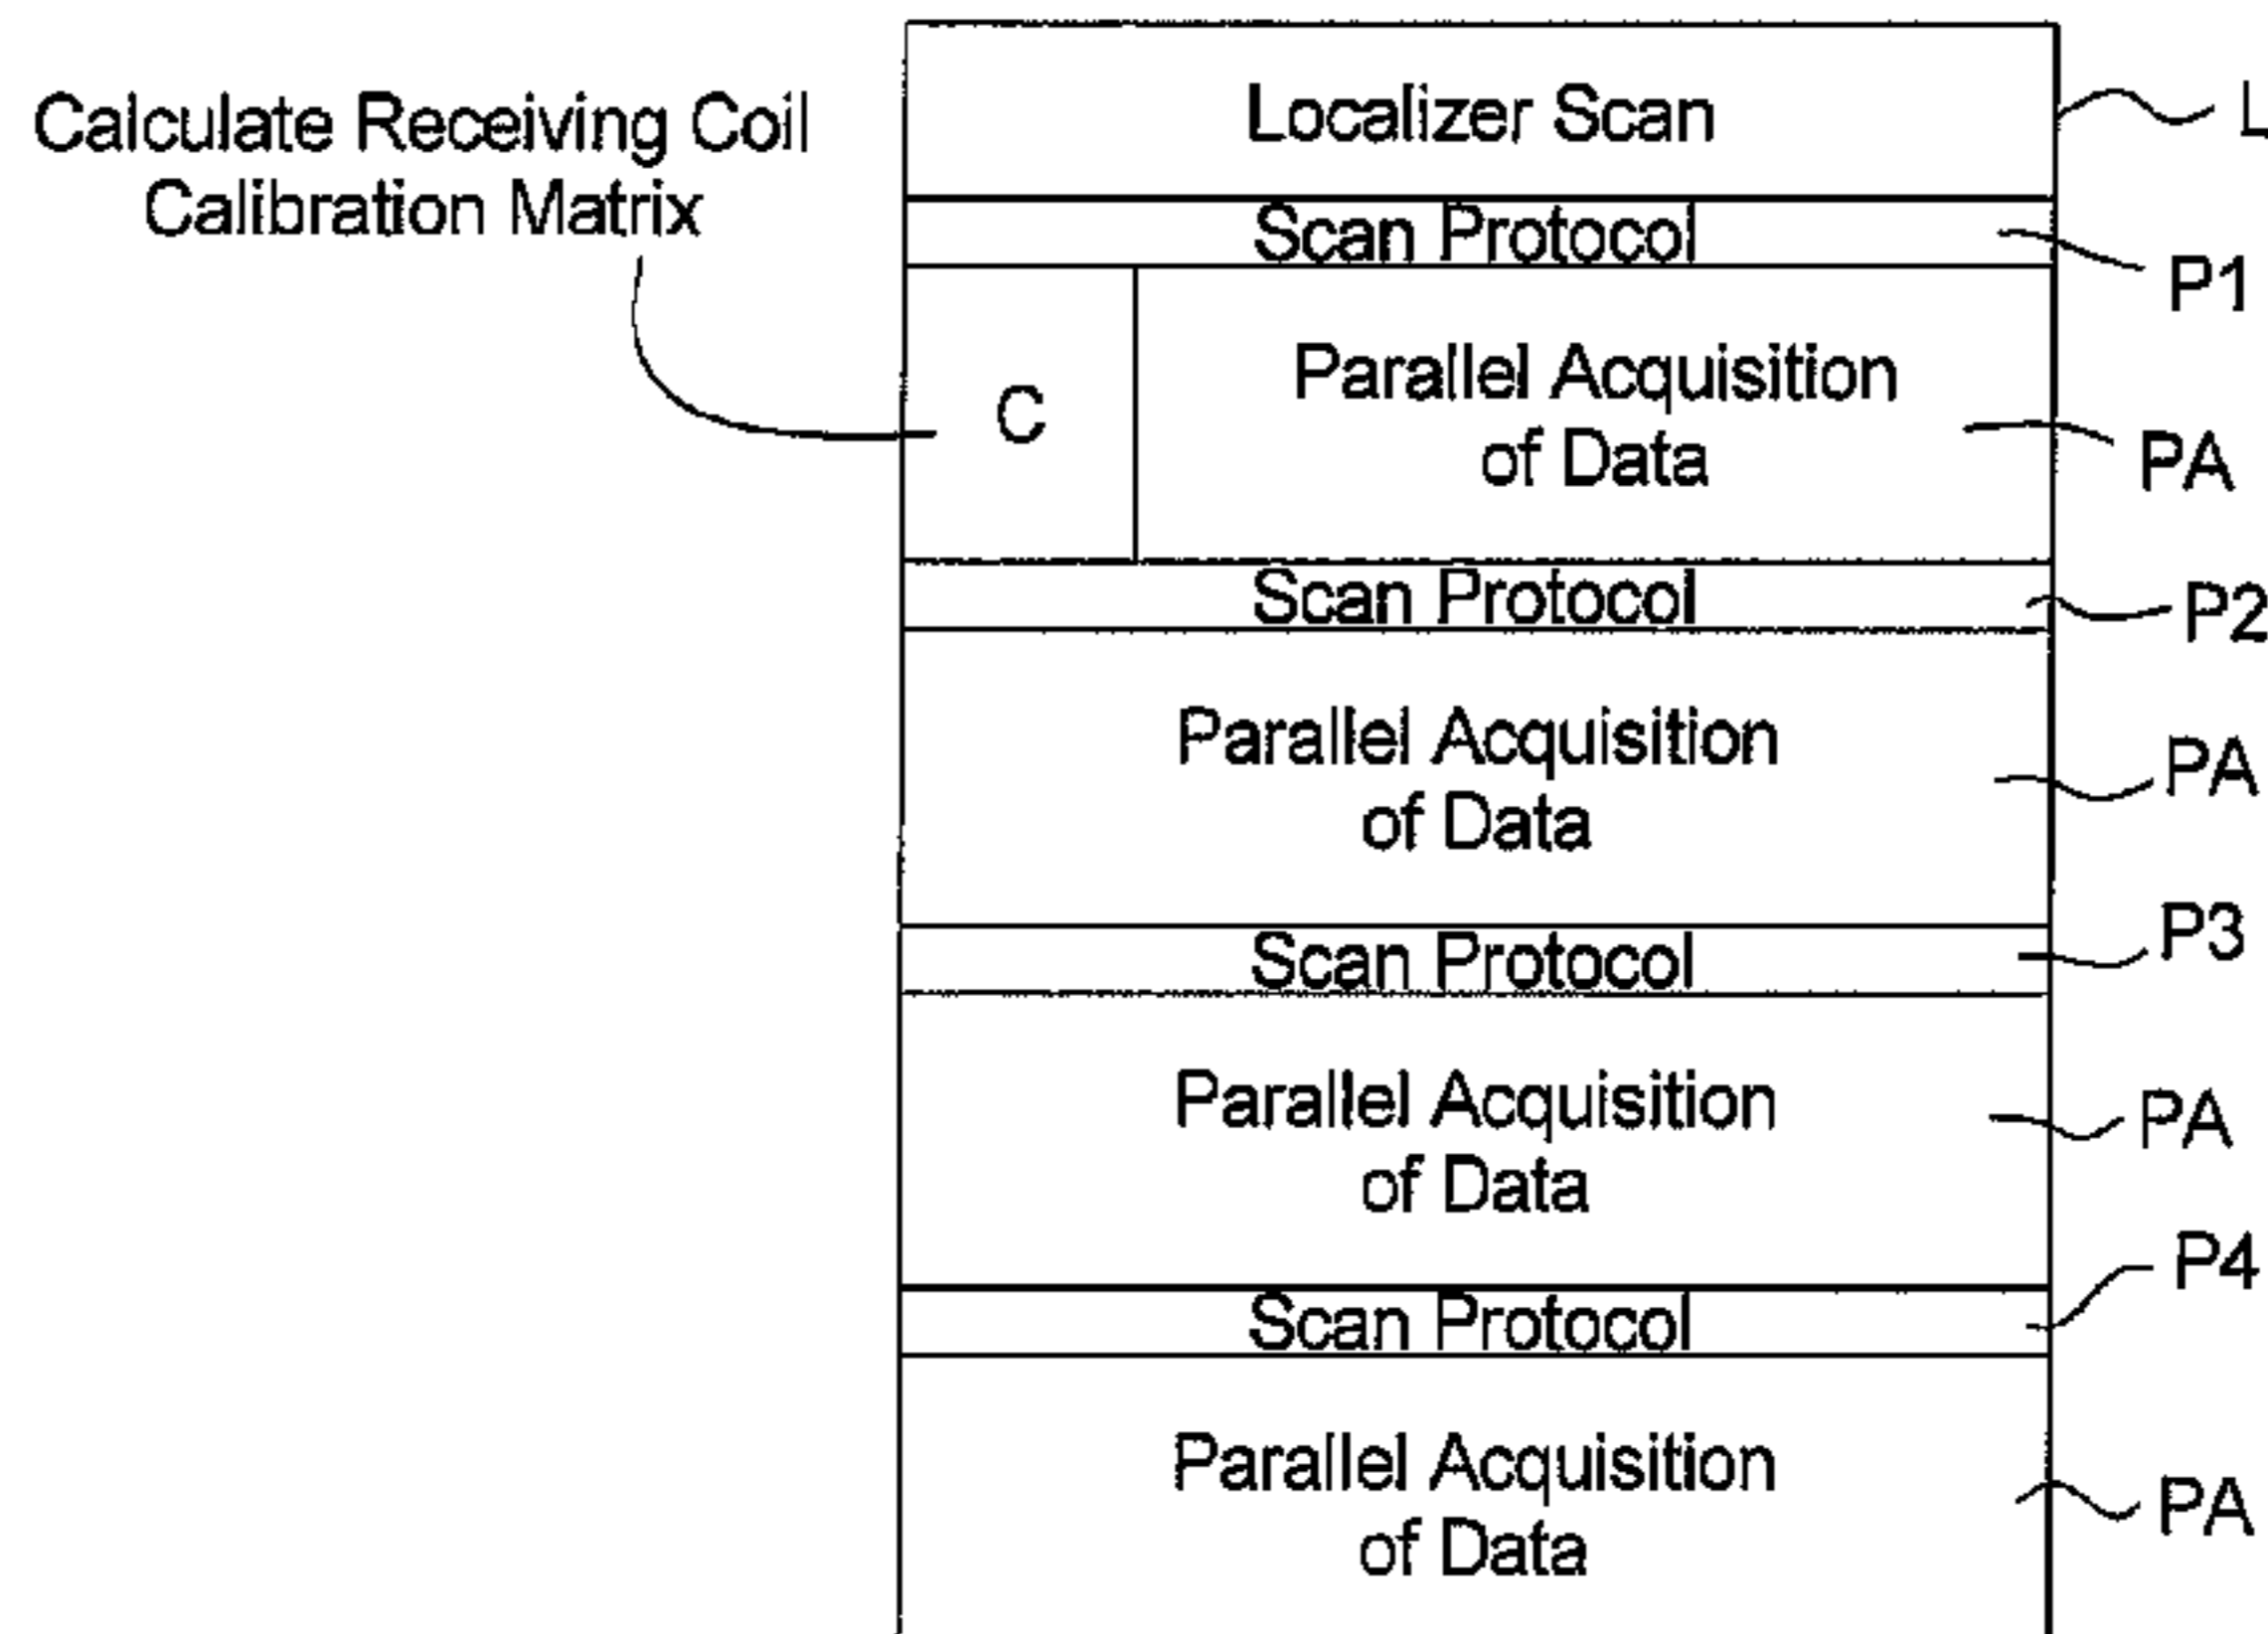 Localizer Scan
L
Calculate Receiving Coil
Calibration Matrix
Scan Protocol
P1
C
Parallel Acquisition
of Data
PA
Scan Protocol
P2
Parallel Acquisition
of Data
PA
Scan Protocol
P3
Parallel Acquisition
of Data
PA
Scan Protocol
P4
Parallel Acquisition
of Data
PA